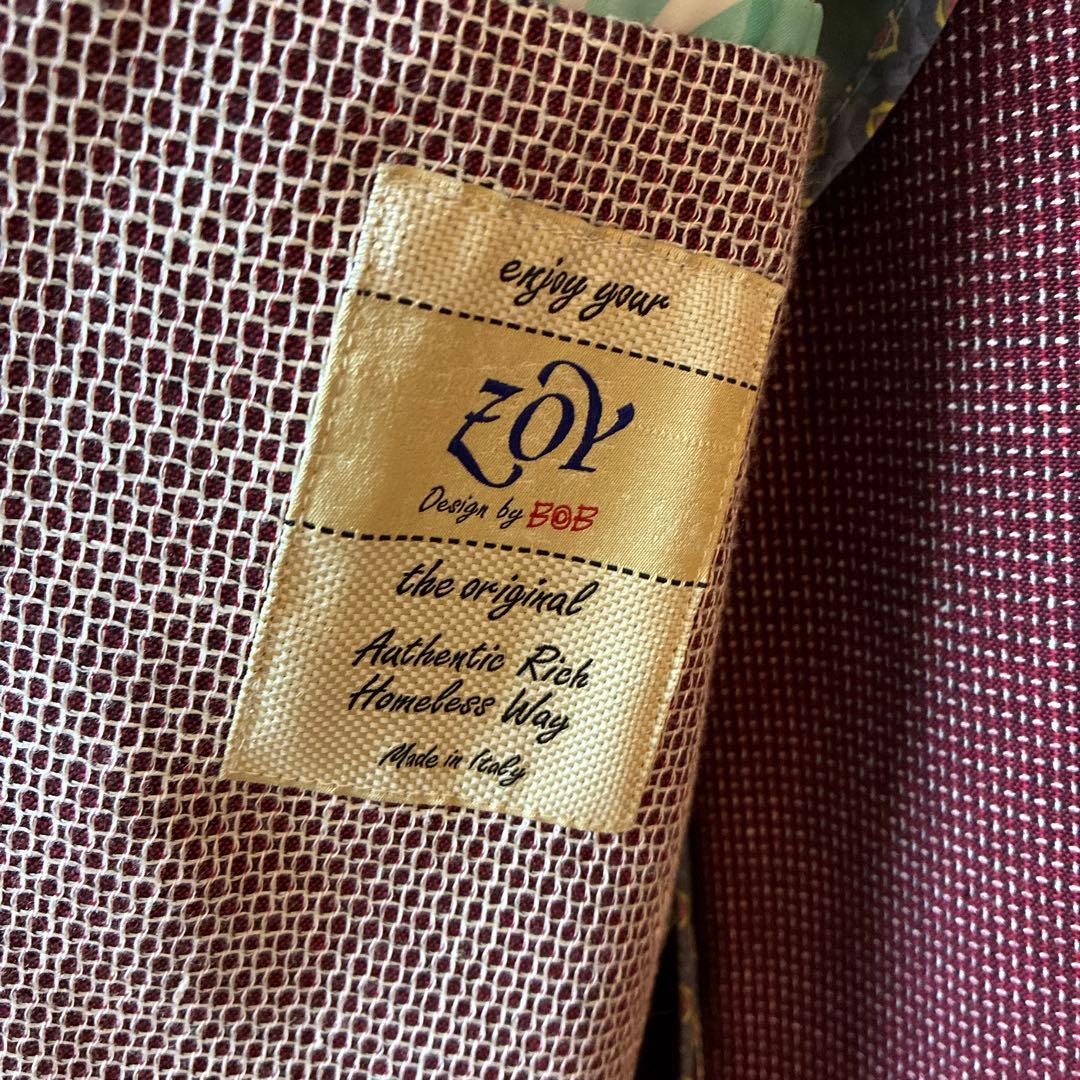 enjoy your
ZOY
Design by BOB
the original
Authentic Rich
Homeless Way
Made in Italy